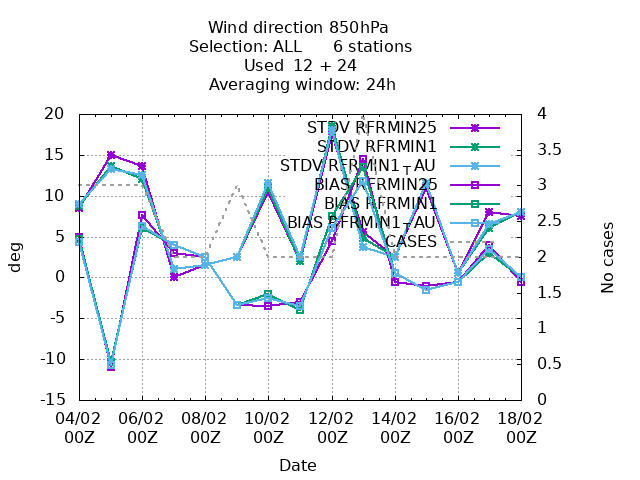 Wind direction 850hPa
Selection: ALL 6 stations
Used 12 + 24
Averaging window: 24h
20
15
10
5
0
-5
-10
-15
deg
4
3.5
3
2.5
2
1.5
1
0.5
0
No cases
STDV RFRMIN25
STDV RFRMIN1
STDV RFRMIN1_AU
BIAS RFRMIN25
BIAS RFRMIN1
BIAS RFRMIN1_AU
CASES
04/02 06/02 08/02 10/02 12/02 14/02 16/02 18/02
00Z 00Z 00Z 00Z 00Z 00Z 00Z 00Z
Date